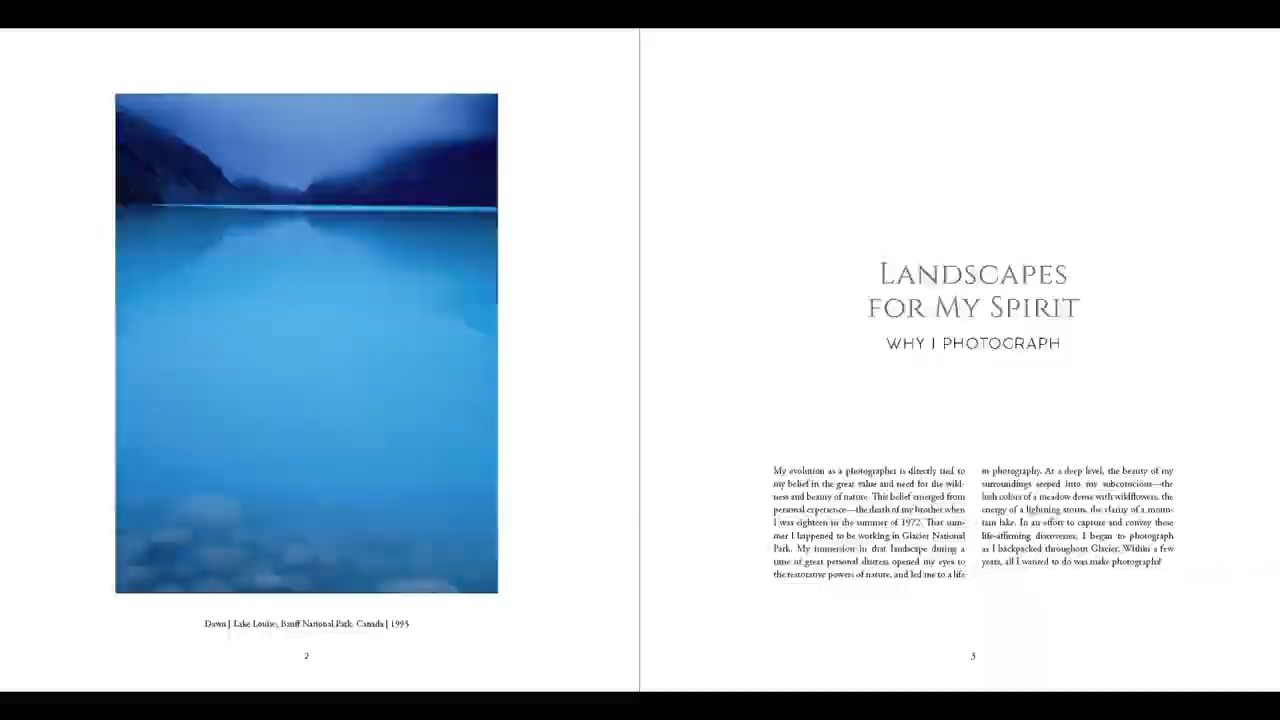 Dawn | Lake Louise, Banff National Park, Canada | 1995
2
LANDSCAPES
FOR MY SPIRIT
WHY I PHOTOGRAPH
My evolution as a photographer is directly tied to
my belief in the great value and need for the wild-
ness and beauty of nature. This belief emerged from
personal experience—the death of my brother when
I was eighteen in the summer of 1972. That sum-
mer I happened to be working in Glacier National
Park. My immersion in that landscape during a
time of great personal distress opened my eyes to
the restorative powers of nature, and led me to a life
in photography. At a deep level, the beauty of my
surroundings seeped into my subconscious—the
lush colors of a meadow dense with wildflowers, the
energy of a lightning storm, the clarity of a moun-
tain lake. In an effort to capture and convey these
life-affirming discoveries, I began to photograph
as I backpacked throughout Glacier. Within a few
years, all I wanted to do was make photographs!
3